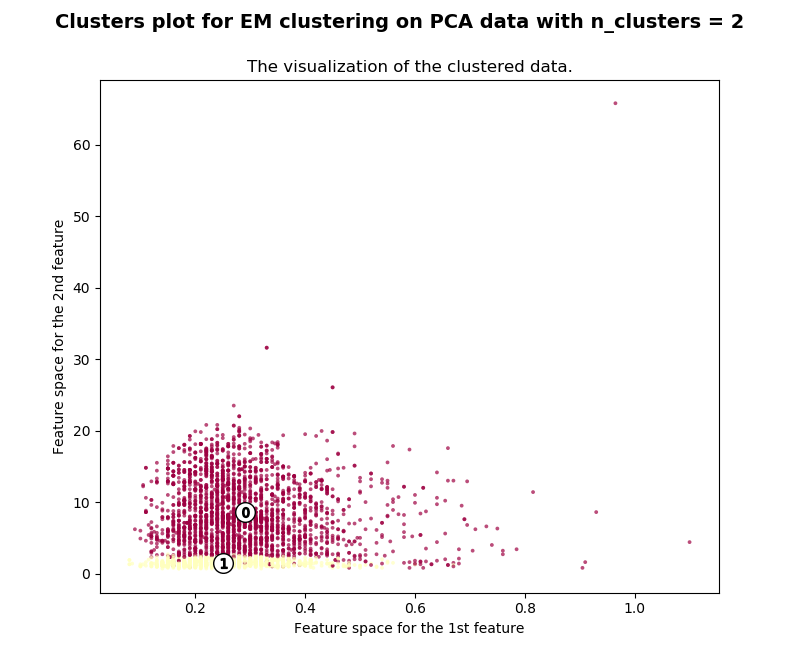 Clusters plot for EM clustering on PCA data with n_clusters = 2
The visualization of the clustered data.
60
50
40
30
20
10
0
Feature space for the 2nd feature
0
1
0.2 0.4 0.6 0.8 1.0
Feature space for the 1st feature